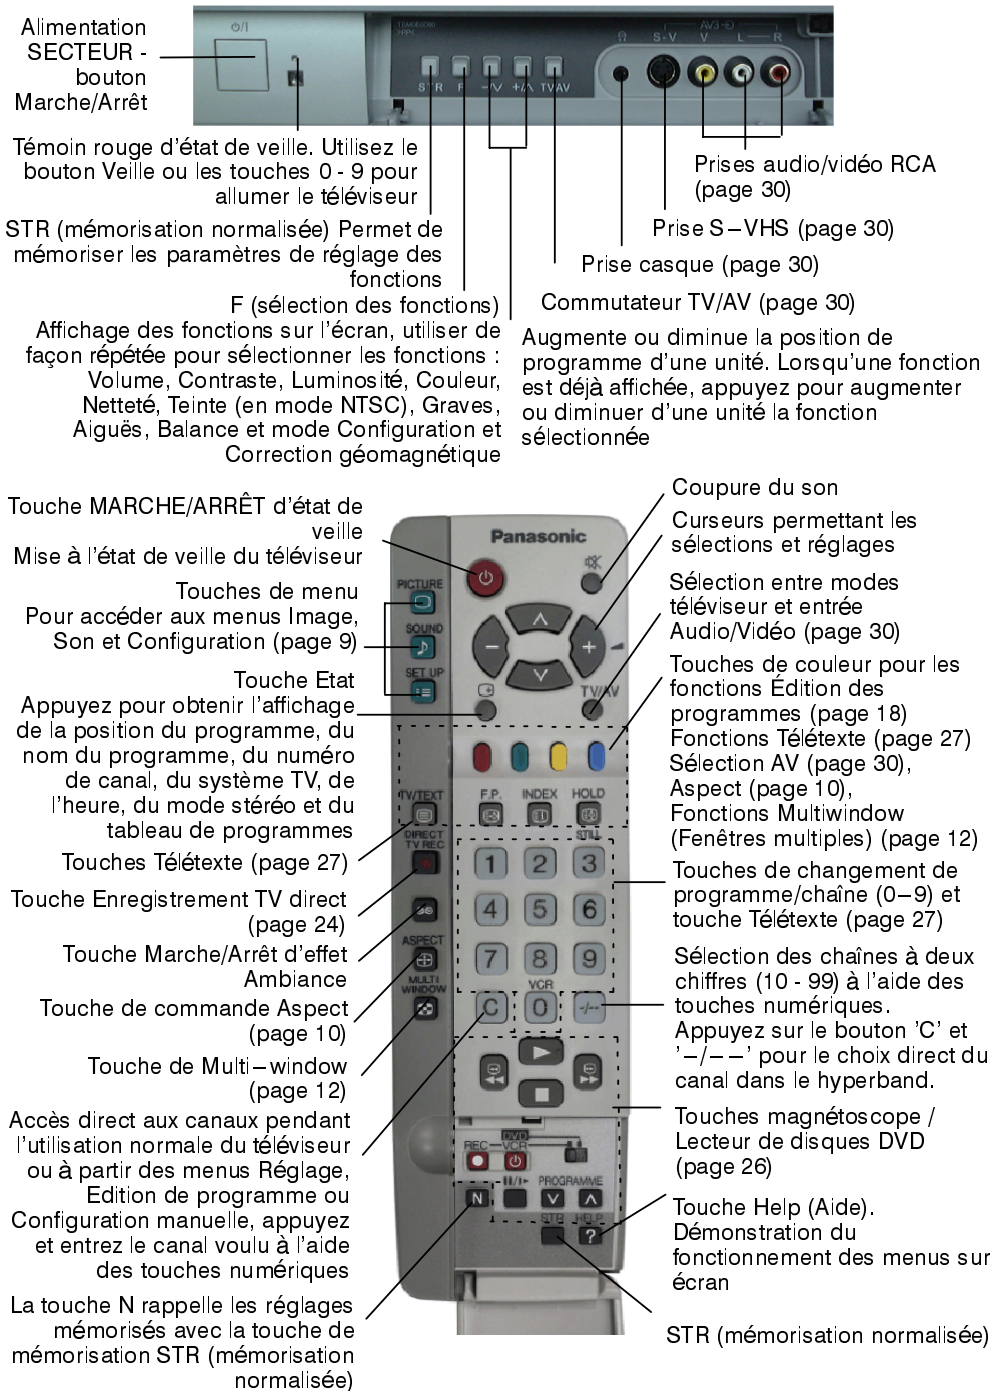 Alimentation
SECTEUR -
bouton
Marche/Arrêt
STR
F
-/∨
+/∧
TV/AV
S-V
AV3
V
L
R
Témoin rouge d'état de veille. Utilisez le
bouton Veille ou les touches 0 - 9 pour
allumer le téléviseur
Prises audio/vidéo RCA
(page 30)
STR (mémorisation normalisée) Permet de
mémoriser les paramètres de réglage des
fonctions
Prise S–VHS (page 30)
Prise casque (page 30)
F (sélection des fonctions)
Affichage des fonctions sur l'écran, utiliser de
façon répétée pour sélectionner les fonctions :
Volume, Contraste, Luminosité, Couleur,
Netteté, Teinte (en mode NTSC), Graves,
Aiguës, Balance et mode Configuration et
Correction géomagnétique
Commutateur TV/AV (page 30)
Augmente ou diminue la position de
programme d'une unité. Lorsqu'une fonction
est déjà affichée, appuyez pour augmenter
ou diminuer d'une unité la fonction
sélectionnée
Touche MARCHE/ARRÊT d'état de
veille
Mise à l'état de veille du téléviseur
Touches de menu
Pour accéder aux menus Image,
Son et Configuration (page 9)
Touche Etat
Appuyez pour obtenir l'affichage
de la position du programme, du
nom du programme, du numéro
de canal, du système TV, de
l'heure, du mode stéréo et du
tableau de programmes
Touches Télétexte (page 27)
Touche Enregistrement TV direct
(page 24)
Touche Marche/Arrêt d'effet
Ambiance
Touche de commande Aspect
(page 10)
Touche de Multi–window
(page 12)
Accès direct aux canaux pendant
l'utilisation normale du téléviseur
ou à partir des menus Réglage,
Edition de programme ou
Configuration manuelle, appuyez
et entrez le canal voulu à l'aide
des touches numériques
La touche N rappelle les réglages
mémorisés avec la touche de
mémorisation STR (mémorisation
normalisée)
Panasonic
PICTURE
SOUND
SET UP
TV/AV
TV/TEXT
F.P.
INDEX
HOLD
DIRECT
TV REC
STILL
1 2 3
4 5 6
ASPECT
7 8 9
MULTI
WINDOW
VCR
C 0 -/--
DVD
REC
VCR
PROGRAMME
N
STR
HELP
?
Coupure du son
Curseurs permettant les
sélections et réglages
Sélection entre modes
téléviseur et entrée
Audio/Vidéo (page 30)
Touches de couleur pour les
fonctions Édition des
programmes (page 18)
Fonctions Télétexte (page 27)
Sélection AV (page 30),
Aspect (page 10),
Fonctions Multiwindow
(Fenêtres multiples) (page 12)
Touches de changement de
programme/chaîne (0–9) et
touche Télétexte (page 27)
Sélection des chaînes à deux
chiffres (10 - 99) à l'aide des
touches numériques.
Appuyez sur le bouton 'C' et
'–/––' pour le choix direct du
canal dans le hyperband.
Touches magnétoscope /
Lecteur de disques DVD
(page 26)
Touche Help (Aide).
Démonstration du
fonctionnement des menus sur
écran
STR (mémorisation normalisée)